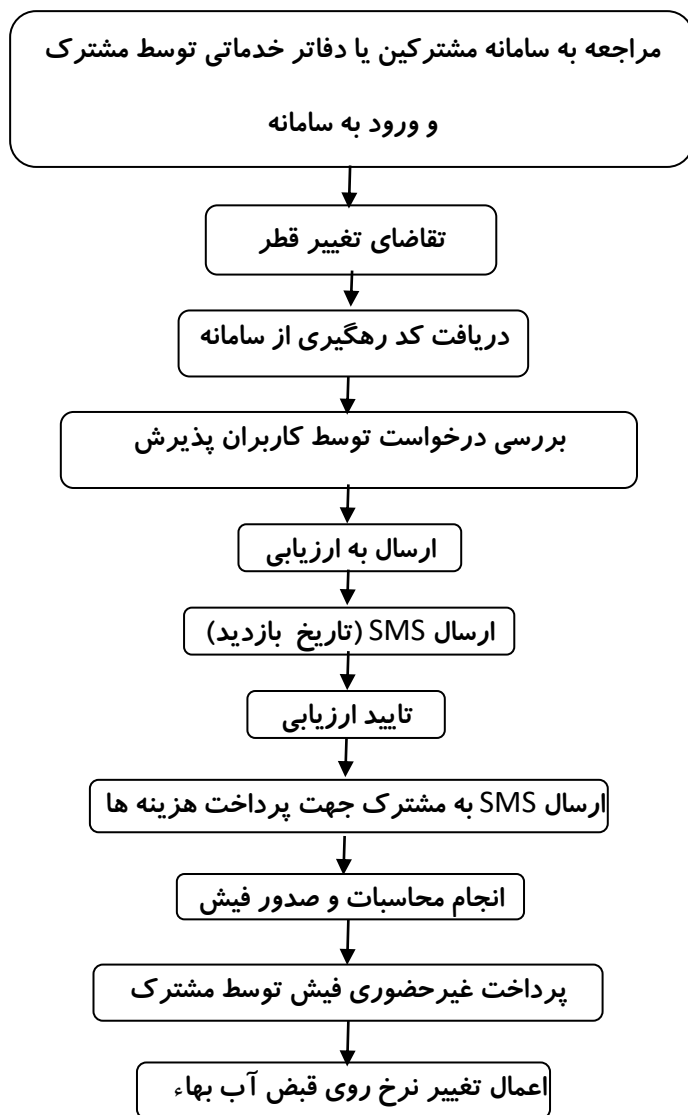 مراجعه به سامانه مشترکین یا دفاتر خدماتی توسط مشترک
و ورود به سامانه
تقاضای تغییر قطر
دریافت کد رهگیری از سامانه
بررسی درخواست توسط کاربران پذیرش
ارسال به ارزیابی
ارسال SMS (تاریخ بازدید)
تایید ارزیابی
ارسال SMS به مشترک جهت پرداخت هزینه ها
انجام محاسبات و صدور فیش
پرداخت غیرحضوری فیش توسط مشترک
اعمال تغییر نرخ روی قبض آب بهاء